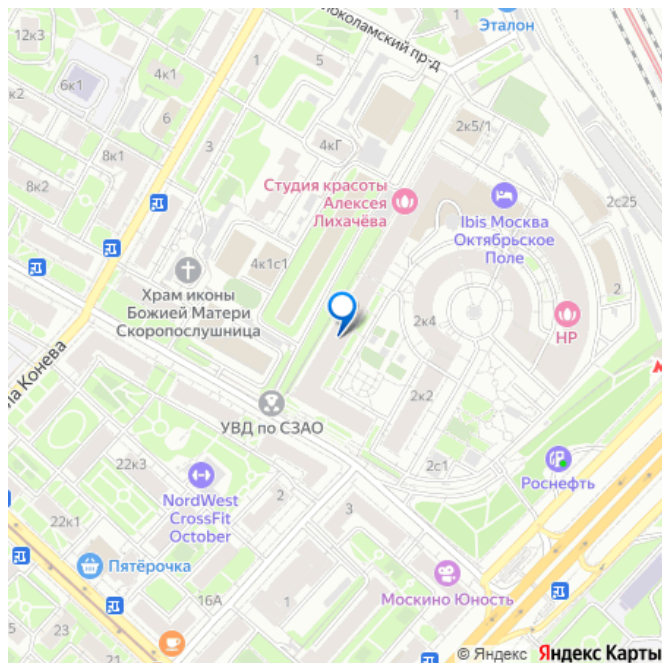 12к3
локоламский пр-д
Эталон
1
5
2с1
4к1
6к1
к2
6
3
4кГ
2к5/1
8к1
8к2
Студия красоты
Алексея
Лихачёва
Ibis Москва
Октябрьское
Поле
2с25
4к1с1
Храм иконы
Божией Матери
Скоропослушница
2
2к4
HP
ла Конева
2к2
УВД по СЗАО
22к3
2с1
Роснефть
NordWest
CrossFit
October
2
3
22к1
Пятёрочка
16А
1
Москино Юность
23
21
© Яндекс Яндекс Карты